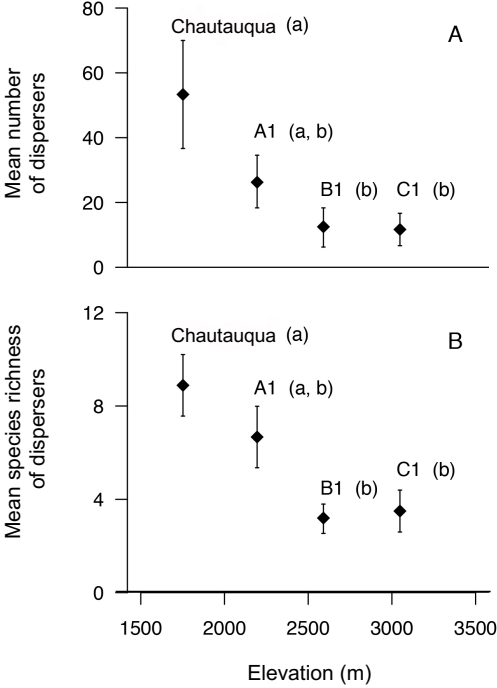 80
Chautauqua (a)
A
60
Mean number
of dispersers
40
A1 (a, b)
B1 (b) C1 (b)
20
0
12
Chautauqua (a)
B
Mean species richness
of dispersers
8
A1 (a, b)
C1 (b)
B1 (b)
4
0
1500 2000 2500 3000 3500
Elevation (m)